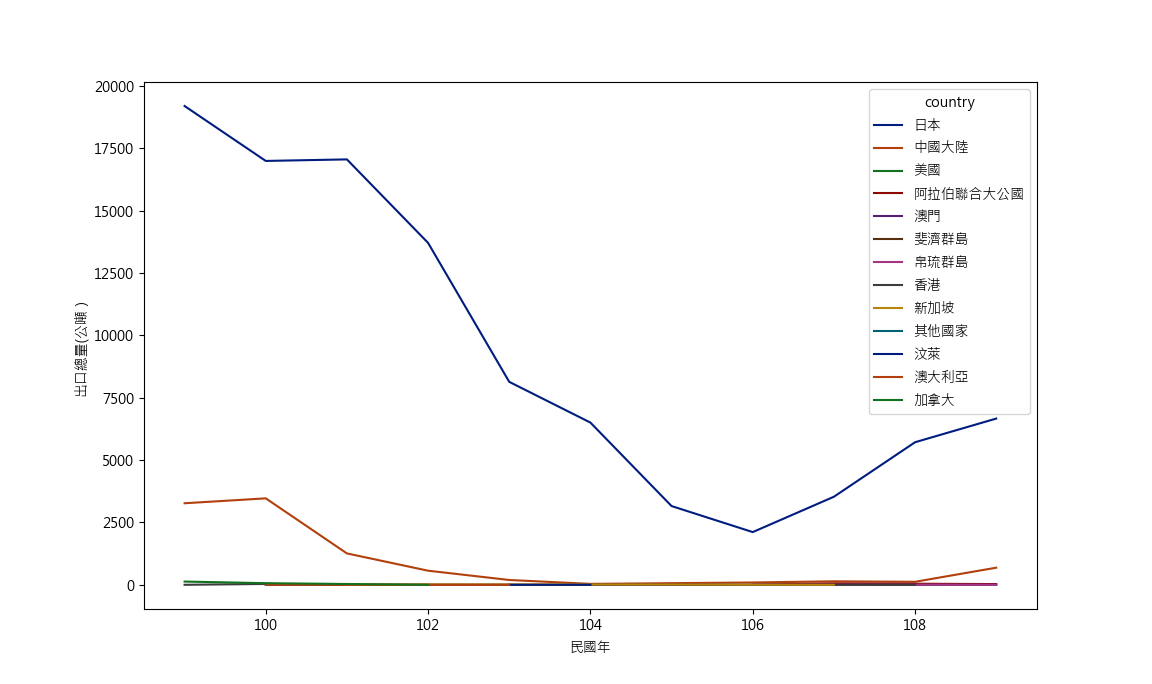 20000
17500
15000
12500
10000
7500
5000
2500
0
出口總量(公噸 )
100
102
104
106
108
民國年
country
日本
中國大陸
美國
阿拉伯聯合大公國
澳門
斐濟群島
帛琉群島
香港
新加坡
其他國家
汶萊
澳大利亞
加拿大